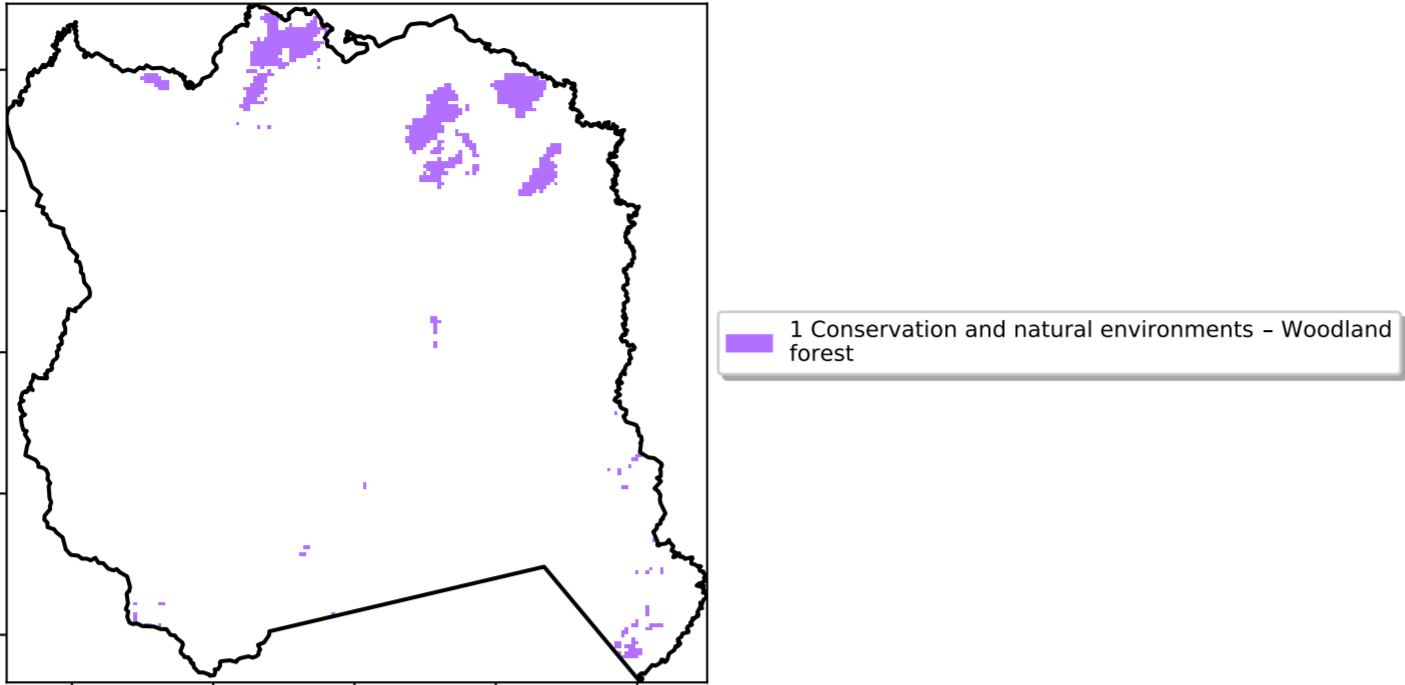 1 Conservation and natural environments – Woodland
forest